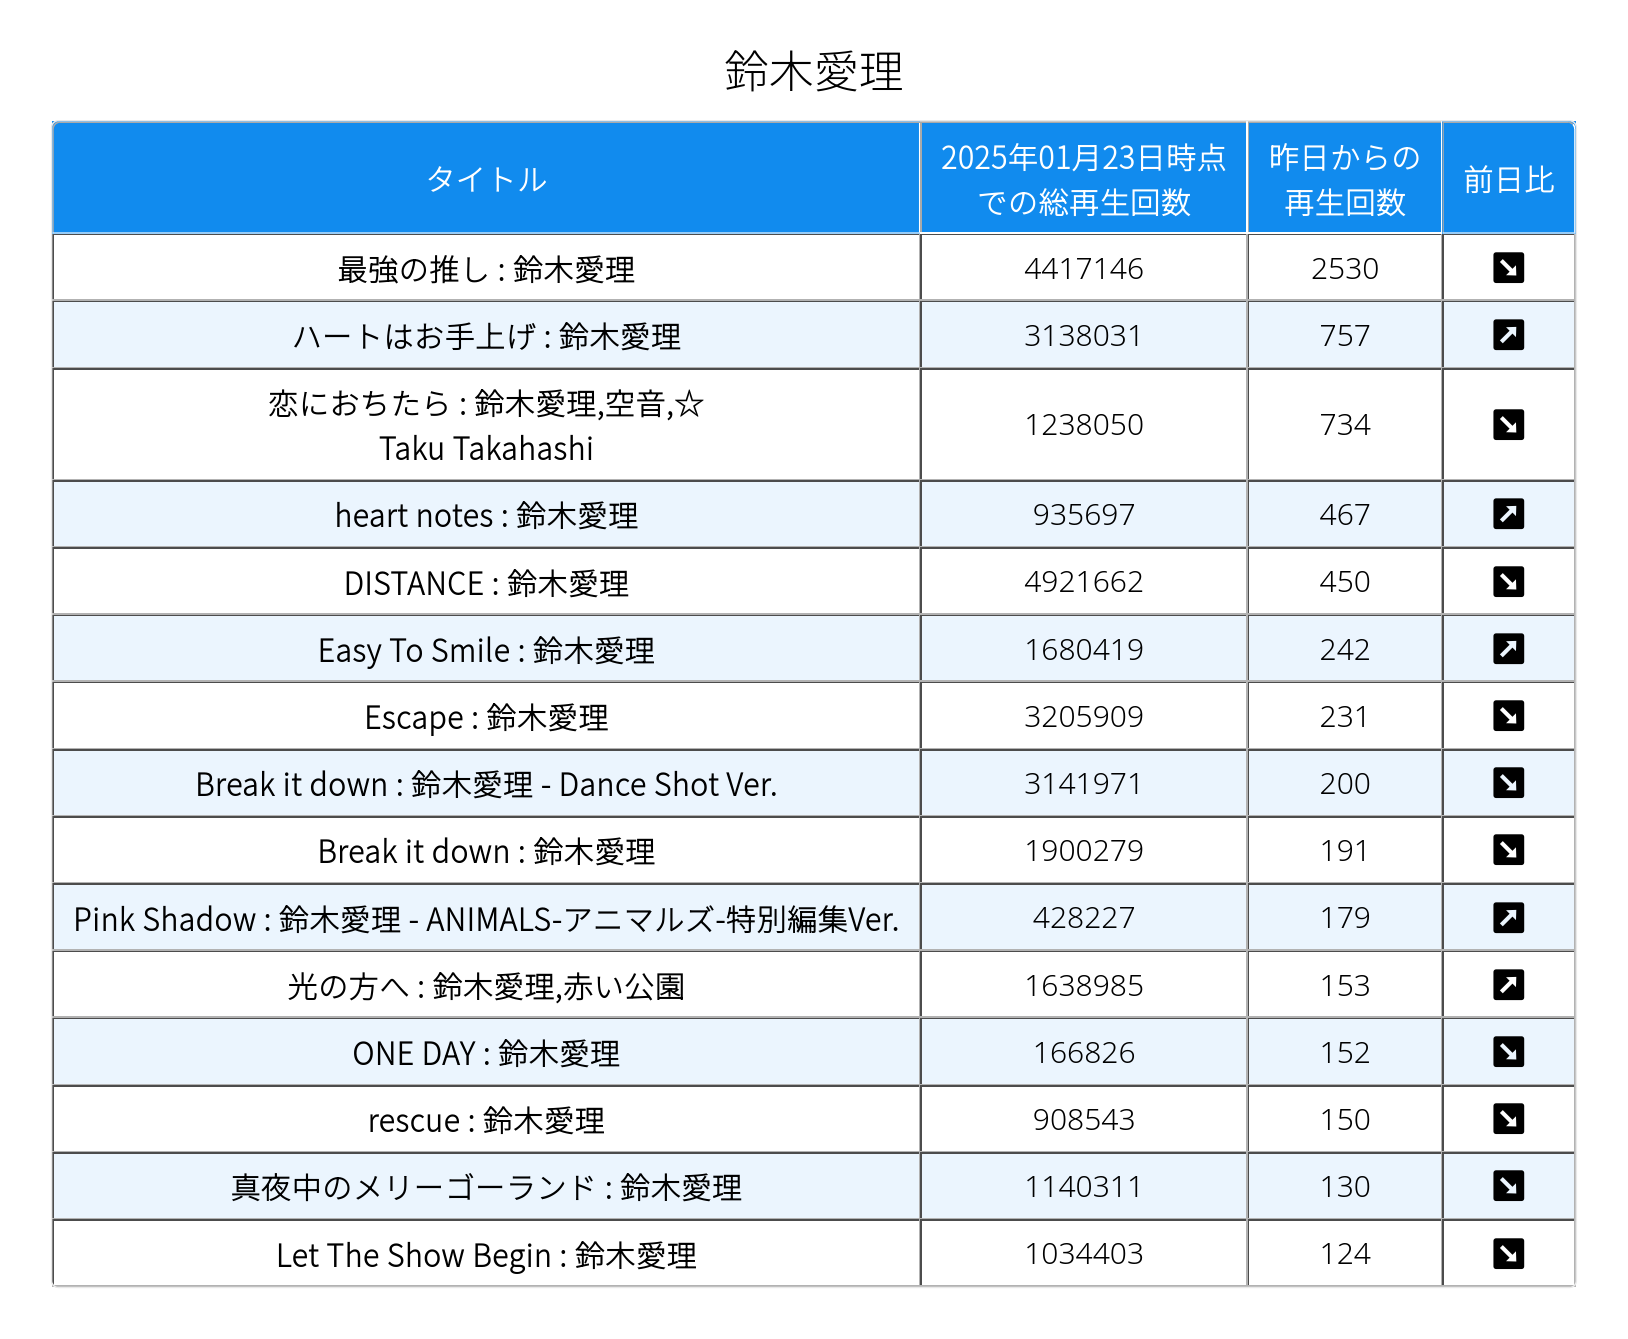 鈴木愛理
タイトル
2025年01月23日時点
での総再生回数
昨日からの
再生回数
前日比
最強の推し : 鈴木愛理 4417146 2530
ハートはお手上げ : 鈴木愛理 3138031 757
恋におちたら : 鈴木愛理,空音,☆
Taku Takahashi 1238050 734
heart notes : 鈴木愛理 935697 467
DISTANCE : 鈴木愛理 4921662 450
Easy To Smile : 鈴木愛理 1680419 242
Escape : 鈴木愛理 3205909 231
Break it down : 鈴木愛理 - Dance Shot Ver. 3141971 200
Break it down : 鈴木愛理 1900279 191
Pink Shadow : 鈴木愛理 - ANIMALS-アニマルズ-特別編集Ver. 428227 179
光の方へ : 鈴木愛理,赤い公園 1638985 153
ONE DAY : 鈴木愛理 166826 152
rescue : 鈴木愛理 908543 150
真夜中のメリーゴーランド : 鈴木愛理 1140311 130
Let The Show Begin : 鈴木愛理 1034403 124